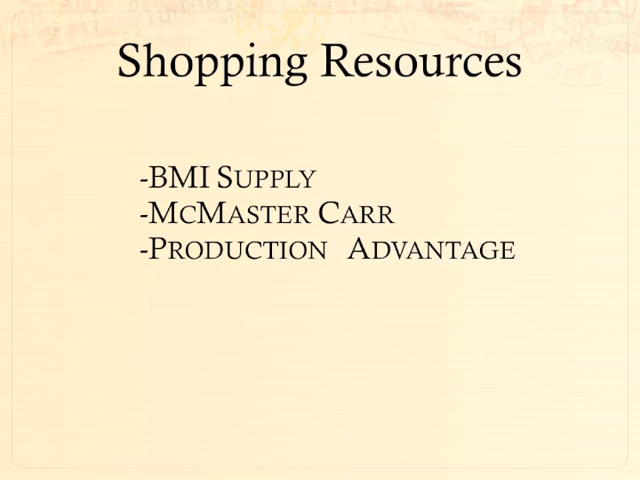 Shopping Resources
-BMI SUPPLY
-MCMASTER CARR
-PRODUCTION ADVANTAGE